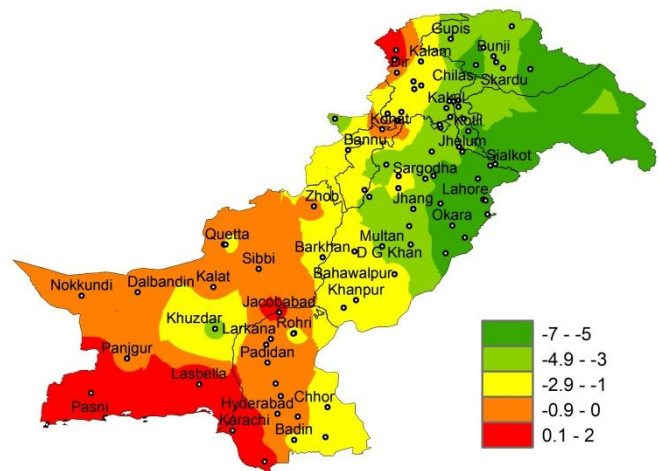 Gupis
Kalam
Bunji
Dir
Chilas
Skardu
Kakul
Kohat
Kotli
Bannu
Jhelum
Sialkot
Sargodha
Zhob
Jhang
Lahore
Okara
Quetta
Multan
Barkhan
D G Khan
Sibbi
Bahawalpur
Nokkundi
Dalbandin
Kalat
Khanpur
Jacobabad
Khuzdar
Larkana
Rohri
Panjgur
Padidan
Lasbella
Pasni
Hyderabad
Chhor
Karachi
Badin
-7 - -5
-4.9 - -3
-2.9 - -1
-0.9 - 0
0.1 - 2